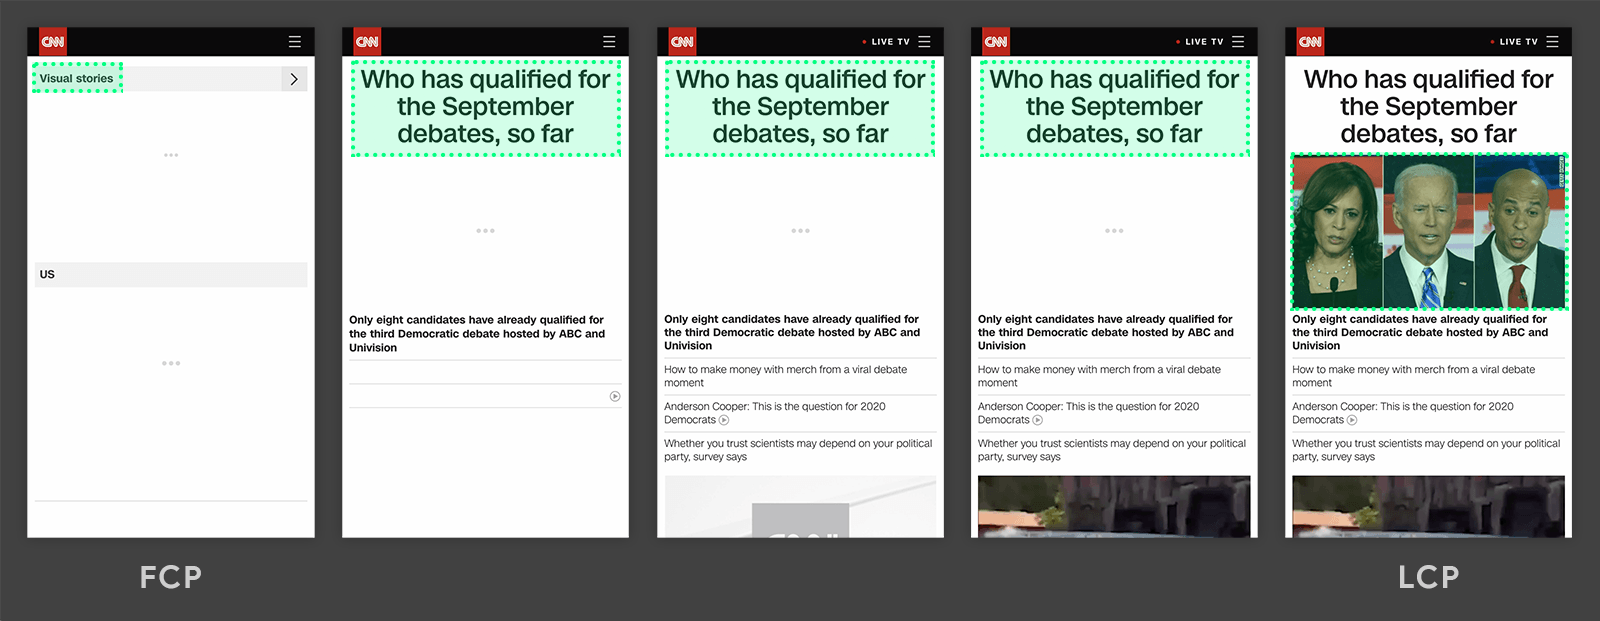 CNN
Visual stories
US
FCP
CNN
Who has qualified for
the September
debates, so far
Only eight candidates have already qualified for
the third Democratic debate hosted by ABC and
Univision
CNN
LIVE TV
Who has qualified for
the September
debates, so far
Only eight candidates have already qualified for
the third Democratic debate hosted by ABC and
Univision
How to make money with merch from a viral debate
moment
Anderson Cooper: This is the question for 2020
Democrats
Whether you trust scientists may depend on your political
party, survey says
CNN
LIVE TV
Who has qualified for
the September
debates, so far
Only eight candidates have already qualified for
the third Democratic debate hosted by ABC and
Univision
How to make money with merch from a viral debate
moment
Anderson Cooper: This is the question for 2020
Democrats
Whether you trust scientists may depend on your political
party, survey says
CNN
LIVE TV
Who has qualified for
the September
debates, so far
Only eight candidates have already qualified for
the third Democratic debate hosted by ABC and
Univision
How to make money with merch from a viral debate
moment
Anderson Cooper: This is the question for 2020
Democrats
Whether you trust scientists may depend on your political
party, survey says
LCP